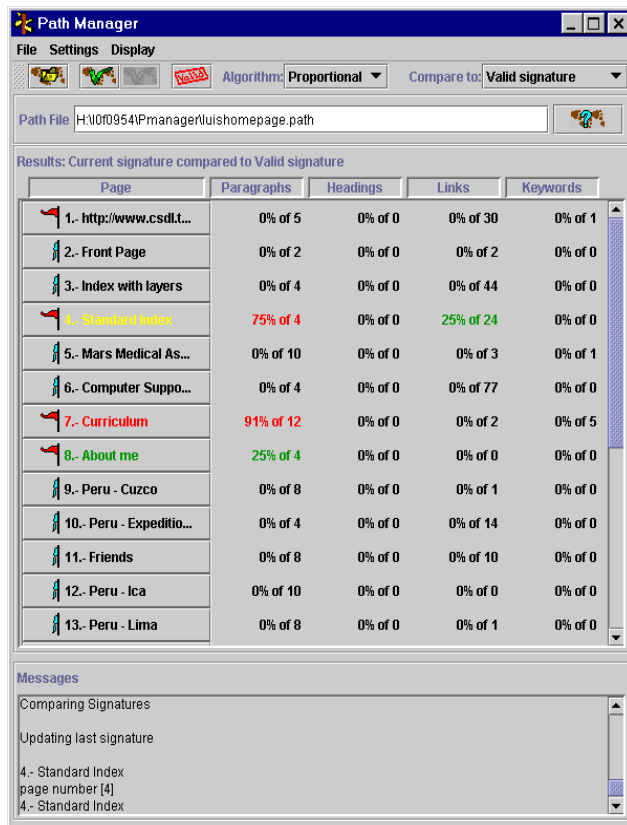 Path Manager
File Settings Display
Valid Algorithm: Proportional Compare to: Valid signature
Path File H:\l0f0954\Pmanager\luishomepage.path
Results: Current signature compared to Valid signature
Page Paragraphs Headings Links Keywords
1.- http://www.csdl.t... 0% of 5 0% of 0 0% of 30 0% of 1
2.- Front Page 0% of 2 0% of 0 0% of 2 0% of 0
3.- Index with layers 0% of 4 0% of 0 0% of 44 0% of 0
4.- Standard Index 75% of 4 0% of 0 25% of 24 0% of 0
5.- Mars Medical As... 0% of 10 0% of 0 0% of 3 0% of 1
6.- Computer Suppo... 0% of 4 0% of 0 0% of 77 0% of 0
7.- Curriculum 91% of 12 0% of 0 0% of 2 0% of 5
8.- About me 25% of 4 0% of 0 0% of 0 0% of 0
9.- Peru - Cuzco 0% of 8 0% of 0 0% of 1 0% of 0
10.- Peru - Expeditio... 0% of 4 0% of 0 0% of 14 0% of 0
11.- Friends 0% of 8 0% of 0 0% of 10 0% of 0
12.- Peru - Ica 0% of 10 0% of 0 0% of 0 0% of 0
13.- Peru - Lima 0% of 8 0% of 0 0% of 1 0% of 0
Messages
Comparing Signatures
Updating last signature
4.- Standard Index
page number [4]
4.- Standard Index